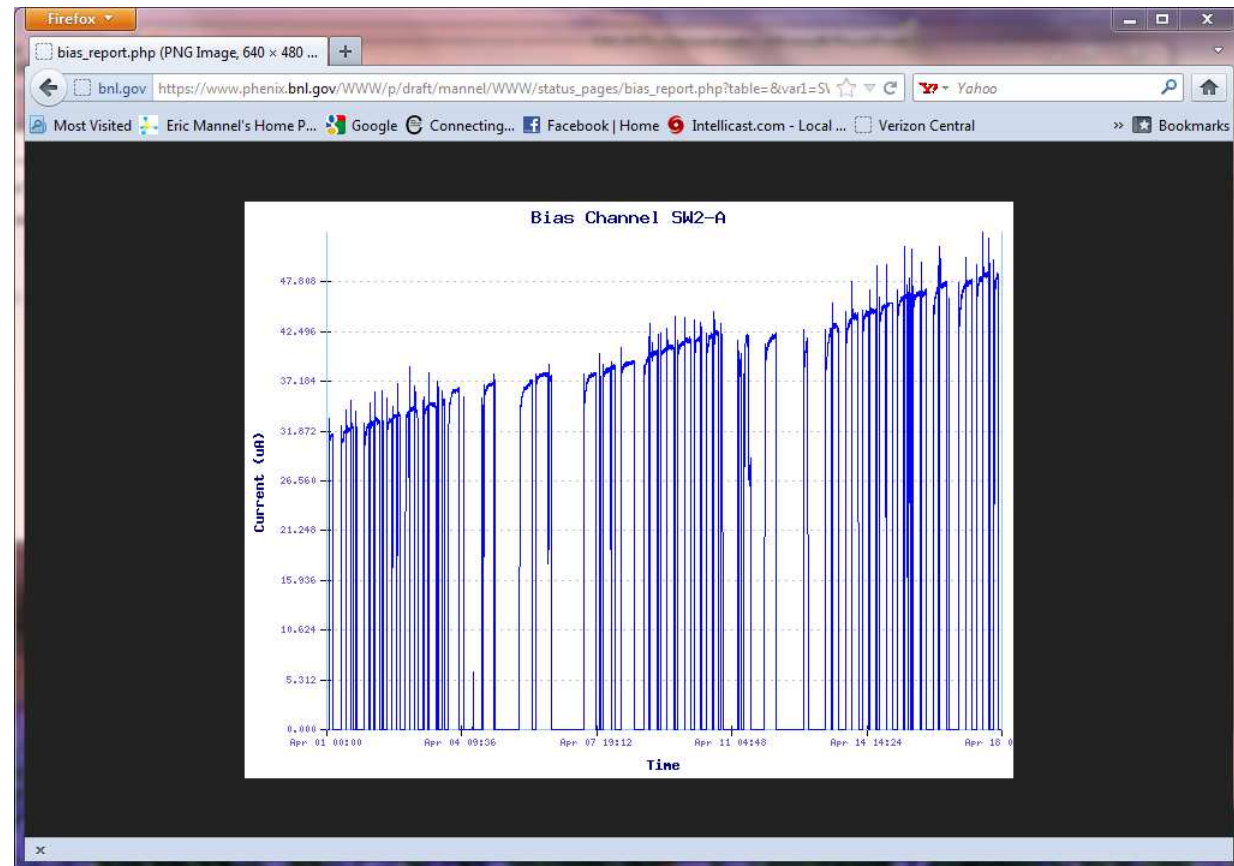 Firefox
bias_report.php (PNG Image, 640 × 480 ...
bnl.gov https://www.phenix.bnl.gov/WWW/p/draft/mannel/WWW/status_pages/bias_report.php?table=&var1=SV Yahoo
Most Visited Eric Mannel's Home P... Google Connecting... Facebook | Home Intellicast.com - Local ... Verizon Central » Bookmarks
Bias Channel SW2-A
47.808
42.496
37.184
31.872
26.560
21.248
15.936
10.624
5.312
0.000
Current (uA)
Apr 01 00:00 Apr 04 09:36 Apr 07 19:12 Apr 11 04:48 Apr 14 14:24 Apr 18 0
Time